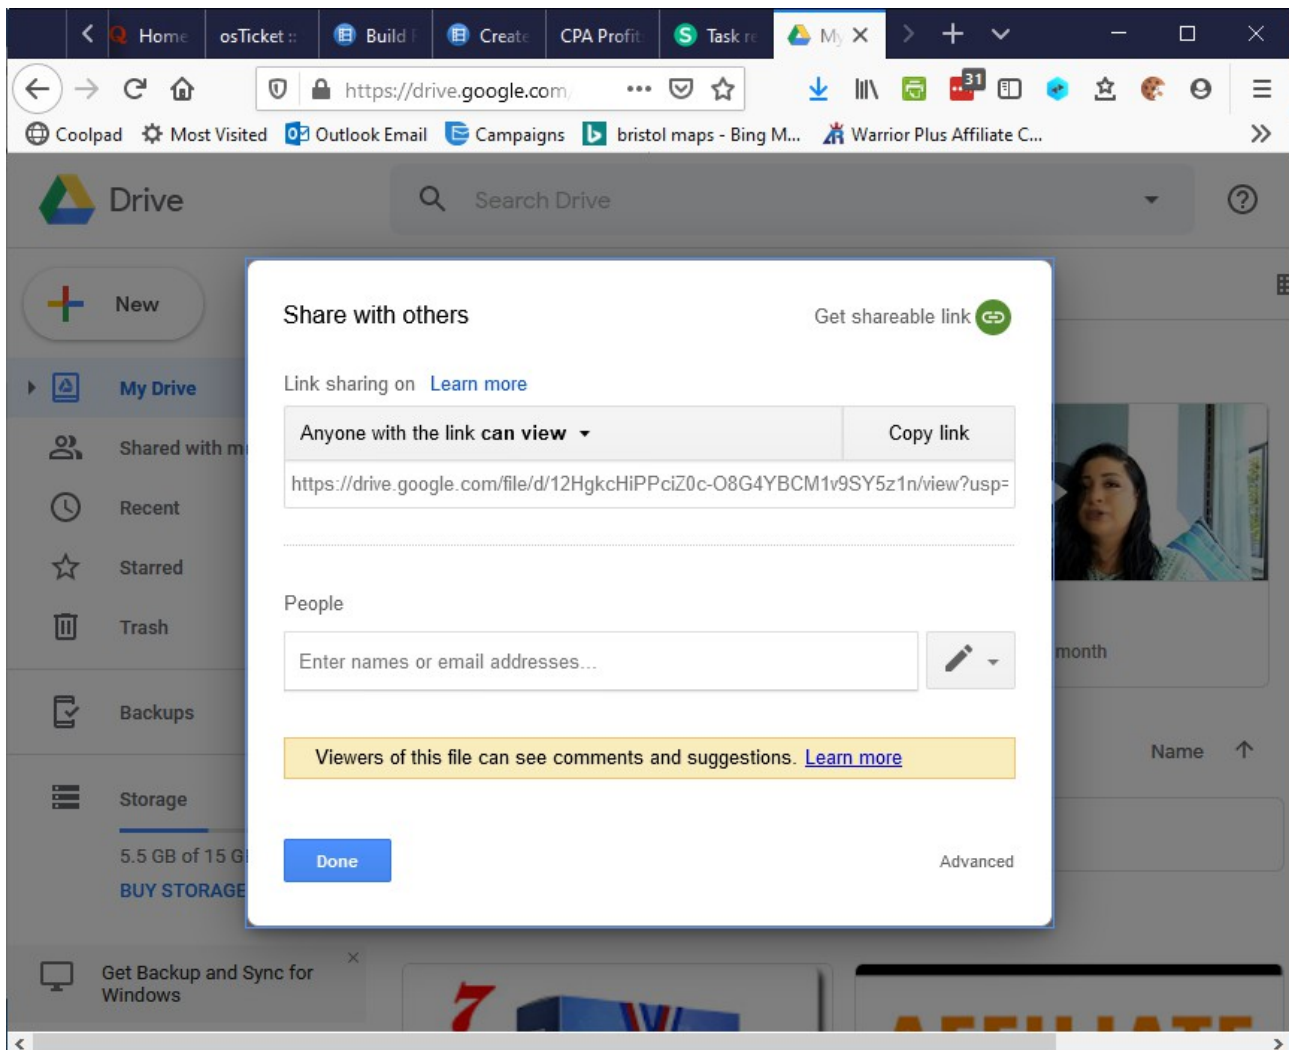 Home
osTicket ::
Build
Create
CPA Profit
Task re
My
https://drive.google.com/
31
Coolpad
Most Visited
Outlook Email
Campaigns
bristol maps - Bing M...
Warrior Plus Affiliate C...
Drive
Search Drive
New
Share with others
Get shareable link
Link sharing on Learn more
My Drive
Anyone with the link can view
Copy link
Shared with m
https://drive.google.com/file/d/12HgkcHiPPciZ0c-O8G4YBCM1v9SY5z1n/view?usp=
Recent
Starred
People
Trash
Enter names or email addresses...
month
Backups
Viewers of this file can see comments and suggestions. Learn more
Name
Storage
5.5 GB of 15 G
Done
Advanced
BUY STORAGE
Get Backup and Sync for
Windows
7
AFFILIATE